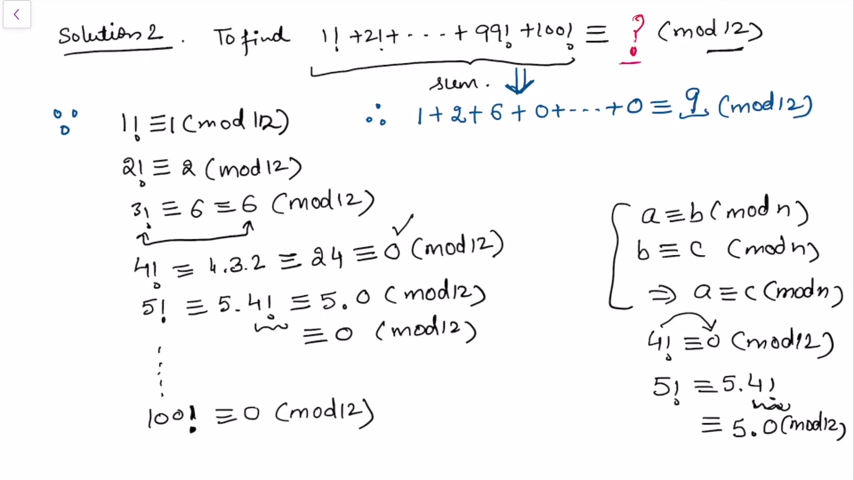 Solution 2. To find 1! + 2! + ... + 99! + 100! ≡ ? (mod 12)
sum.
∵ 1! ≡ 1 (mod 12)
∴ 1 + 2 + 6 + 0 + ... + 0 ≡ 9 (mod 12)
2! ≡ 2 (mod 12)
3! ≡ 6 ≡ 6 (mod 12)
4! ≡ 4.3.2 ≡ 24 ≡ 0 (mod 12)
5! ≡ 5.4! ≡ 5.0 (mod 12)
≡ 0 (mod 12)
100! ≡ 0 (mod 12)
a ≡ b (mod n)
b ≡ c (mod n)
⇒ a ≡ c (mod n)
4! ≡ 0 (mod 12)
5! ≡ 5.4!
≡ 5.0 (mod 12)